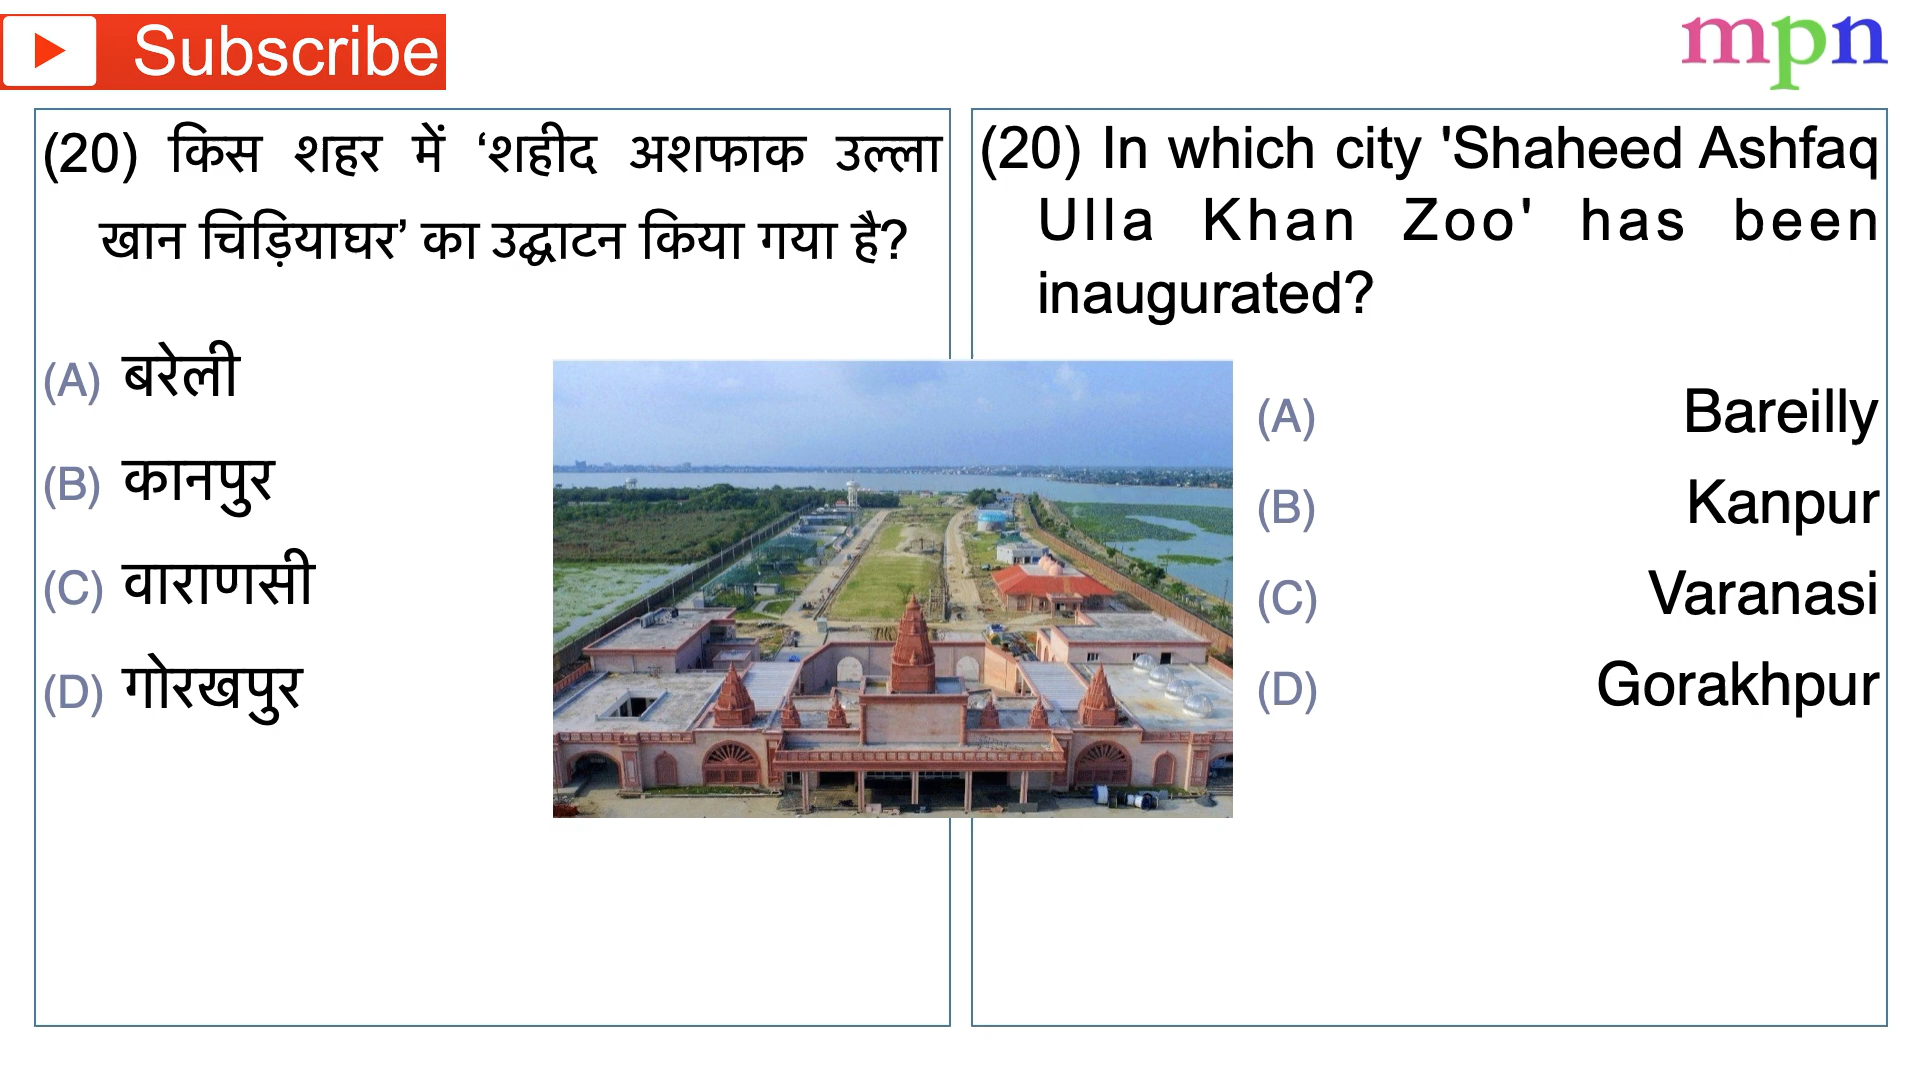 Subscribe
mpn
(20) किस शहर में ‘शहीद अशफाक उल्ला
खान चिड़ियाघर’ का उद्घाटन किया गया है?
(A) बरेली
(B) कानपुर
(C) वाराणसी
(D) गोरखपुर
(20) In which city 'Shaheed Ashfaq
Ulla Khan Zoo' has been
inaugurated?
(A) Bareilly
(B) Kanpur
(C) Varanasi
(D) Gorakhpur